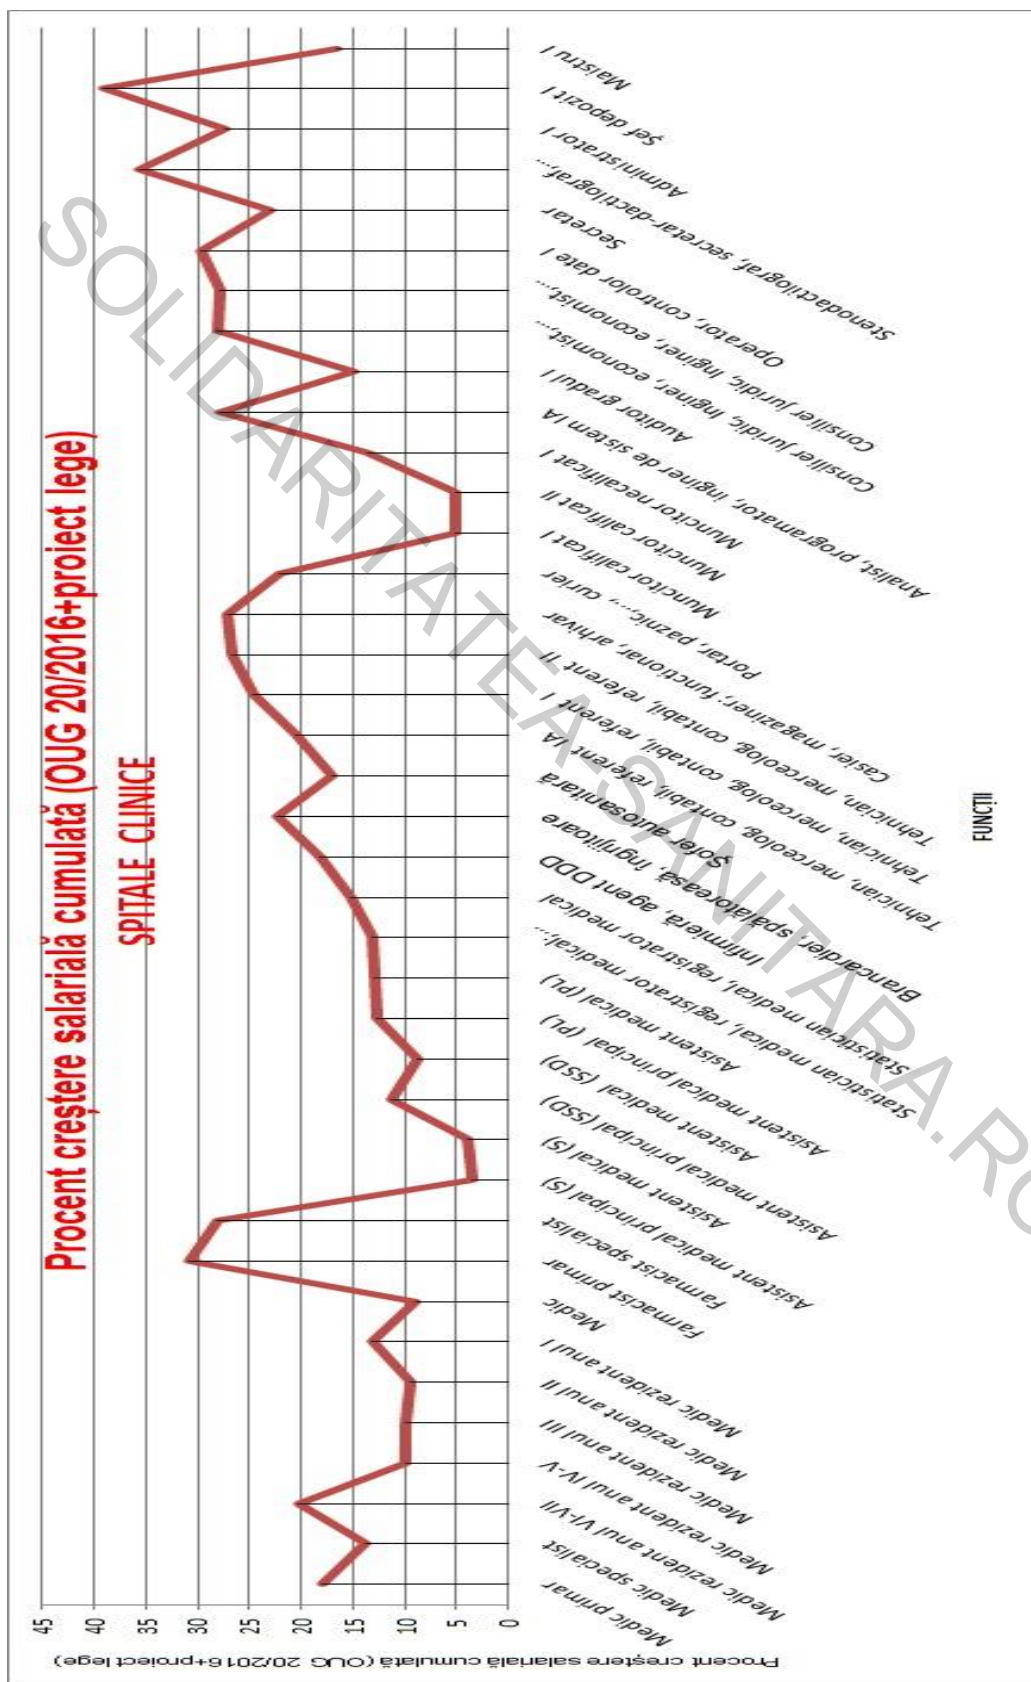 Procent creștere salarială cumulată (OUG 20/2016+proiect lege)
SPITALE CLINICE
Procent creștere salarială cumulată (OUG 20/2016+proiect lege)
45
40
35
30
25
20
15
10
5
0
Medic primar
Medic specialist
Medic rezident anul VI-VII
Medic rezident anul IV-V
Medic rezident anul III
Medic rezident anul II
Medic rezident anul I
Medic
Farmacist primar
Farmacist specialist
Asistent medical principal (S)
Asistent medical (S)
Asistent medical principal (SSD)
Asistent medical (SSD)
Asistent medical principal (PL)
Asistent medical (PL)
Statistician medical, registrator medical;...
Statistician medical, registrator medical
Infirmieră, agent DDD
Brancardier, spălătoreasă, îngrijitoare
Șofer autosanitară
Tehnician, merceolog, contabil, referent IA
Tehnician, merceolog, contabil, referent I
Tehnician, merceolog, contabil, referent II
Casier, magaziner; functionar, arhivar
Portar, paznic,..., curier
Muncitor calificat I
Muncitor calificat II
Muncitor necalificat I
Analist, programator, inginer de sistem IA
Auditor gradul I
Consilier juridic, Inginer, economist,...
Consilier juridic, Inginer, economist,...
Operator, controlor date I
Secretar
Stenodactilograf, secretar-dactilograf,...
Administrator I
Șef depozit I
Maistru I
FUNCȚII
SOLIDARITATEA-SANITARA.RO